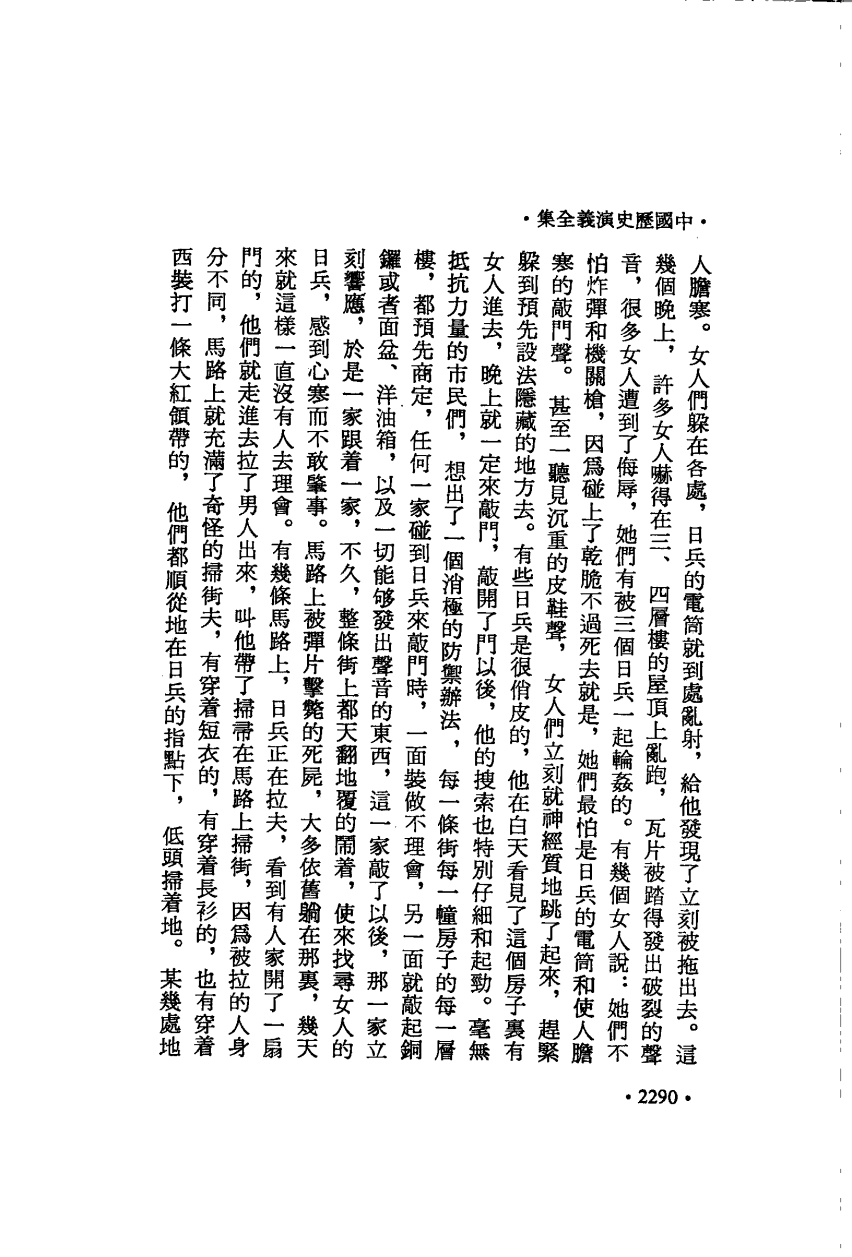 ・中國歷史演義全集・
人膽寒。女人們躲在各處，日兵的電筒就到處亂射，給他發現了立刻被拖出去。這
幾個晚上，許多女人嚇得在三、四層樓的屋頂上亂跑，瓦片被踏得發出破裂的聲
音，很多女人遭到了侮辱，她們有被三個日兵一起輪姦的。有幾個女人說：她們不
怕炸彈和機關槍，因爲碰上了乾脆不過死去就是，她們最怕是日兵的電筒和使人膽
寒的敲門聲。甚至一聽見沉重的皮鞋聲，女人們立刻就神經質地跳了起來，趕緊
躲到預先設法隱藏的地方去。有些日兵是很俏皮的，他在白天看見了這個房子裏有
女人進去，晚上就一定來敲門，敲開了門以後，他的搜索也特別仔細和起勁。毫無
抵抗力量的市民們，想出了一個消極的防禦辦法，每一條街每一幢房子的每一層
樓，都預先商定，任何一家碰到日兵來敲門時，一面裝做不理會，另一面就敲起銅
鑼或者面盆、洋油箱，以及一切能够發出聲音的東西，這一家敲了以後，那一家立
刻響應，於是一家跟着一家，不久，整條街上都天翻地覆的鬧着，使來找尋女人的
日兵，感到心寒而不敢肇事。馬路上被彈片擊斃的死屍，大多依舊躺在那裏，幾天
來就這樣一直沒有人去理會。有幾條馬路上，日兵正在拉夫，看到有人家開了一扇
門的，他們就走進去拉了男人出來，叫他帶了掃帚在馬路上掃街，因爲被拉的人身
分不同，馬路上就充滿了奇怪的掃街夫，有穿着短衣的，有穿着長衫的，也有穿着
西裝打一條大紅領帶的，他們都順從地在日兵的指點下，低頭掃着地。某幾處地
・2290・